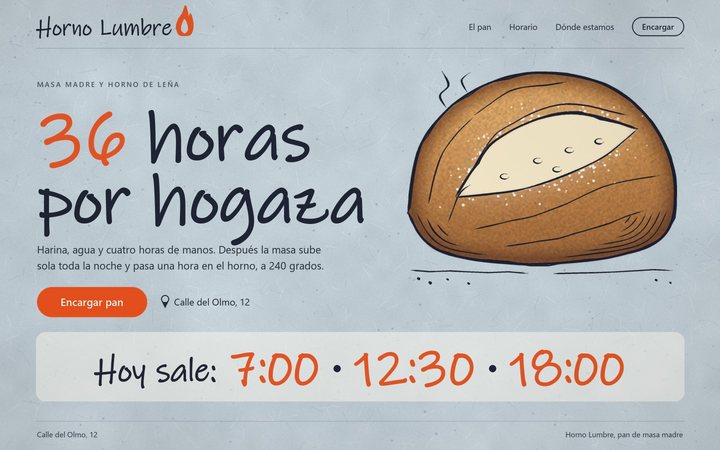 Horno Lumbre
El pan Horario Dónde estamos Encargar
MASA MADRE Y HORNO DE LEÑA
36 horas
por hogaza
Harina, agua y cuatro horas de manos. Después la masa sube
sola toda la noche y pasa una hora en el horno, a 240 grados.
Encargar pan Calle del Olmo, 12
Hoy sale: 7:00 • 12:30 • 18:00
Calle del Olmo, 12 Horno Lumbre, pan de masa madre